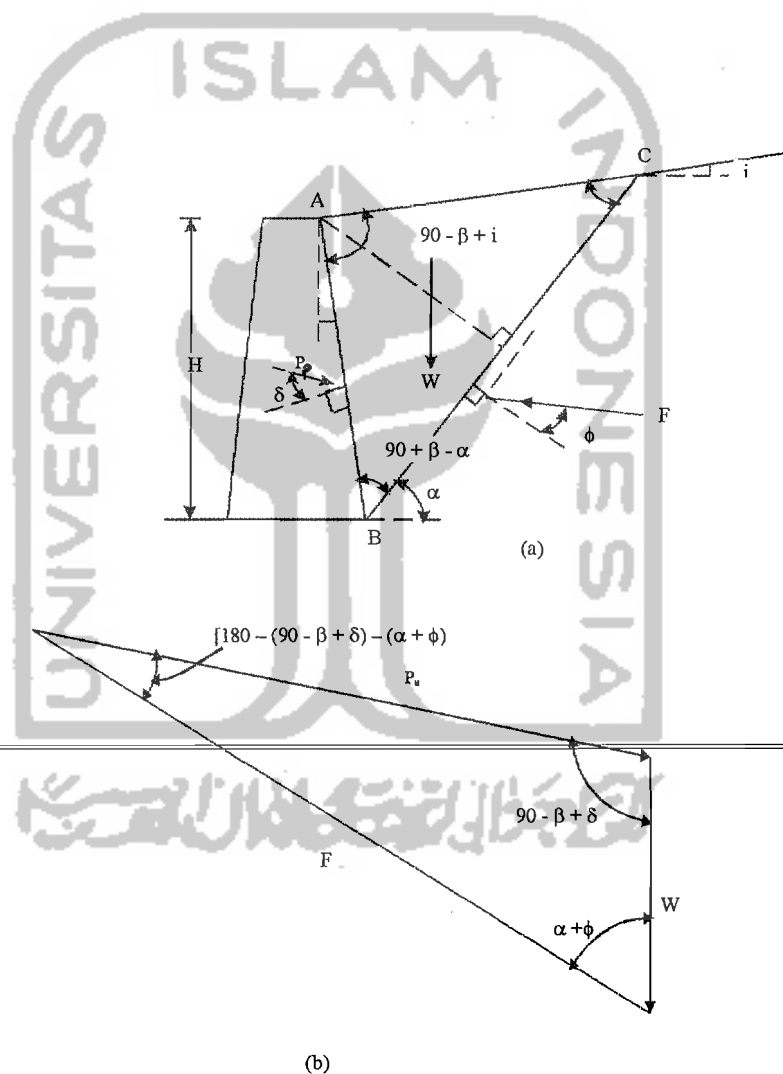 ISLAM
UNIVERSITAS
INDONESIA
C
i
A
90 - β + i
H
P
δ
W
F
ϕ
90 + β - α
α
B
(a)
[180 – (90 - β + δ) – (α + ϕ)
90 - β + δ
F
W
α +ϕ
(b)